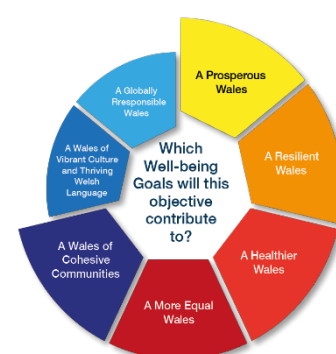 A Prosperous
Wales
A Resilient
Wales
A Healthier
Wales
A More Equal
Wales
A Wales of
Cohesive
Communities
A Wales of
Vibrant Culture
and Thriving
Welsh
Language
A Globally
Rresponsible
Wales
Which
Well-being
Goals will this
objective
contribute
to?